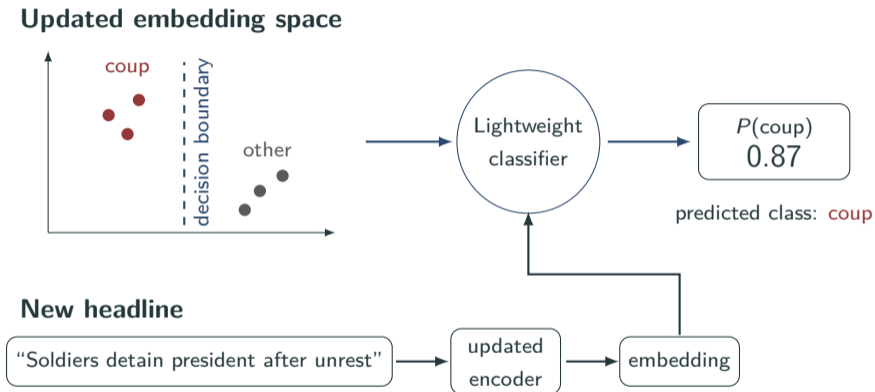 Updated embedding space
coup
decision boundary
other
Lightweight
classifier
P(coup)
0.87
predicted class: coup
New headline
“Soldiers detain president after unrest”
updated
encoder
embedding